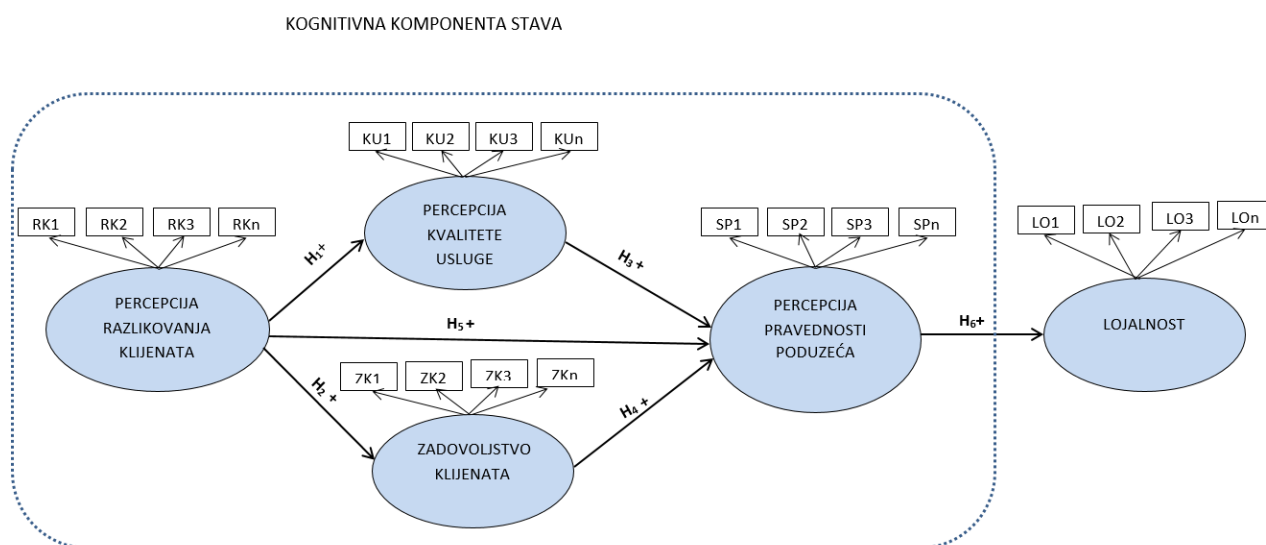 KOGNITIVNA KOMPONENTA STAVA
KU1 KU2 KU3 KUn
RK1 RK2 RK3 RKn
PERCEPCIJA
KVALITETE
USLUGE
SP1 SP2 SP3 SPn
LO1 LO2 LO3 LOn
H₁+
H₃ +
PERCEPCIJA
RAZLIKOVANJA
KLIJENATA
H₅ +
PERCEPCIJA
PRAVEDNOSTI
PODUZEĆA
H₆+
LOJALNOST
H₂ +
ZK1 ZK2 ZK3 ZKn
H₄ +
ZADOVOLJSTVO
KLIJENATA